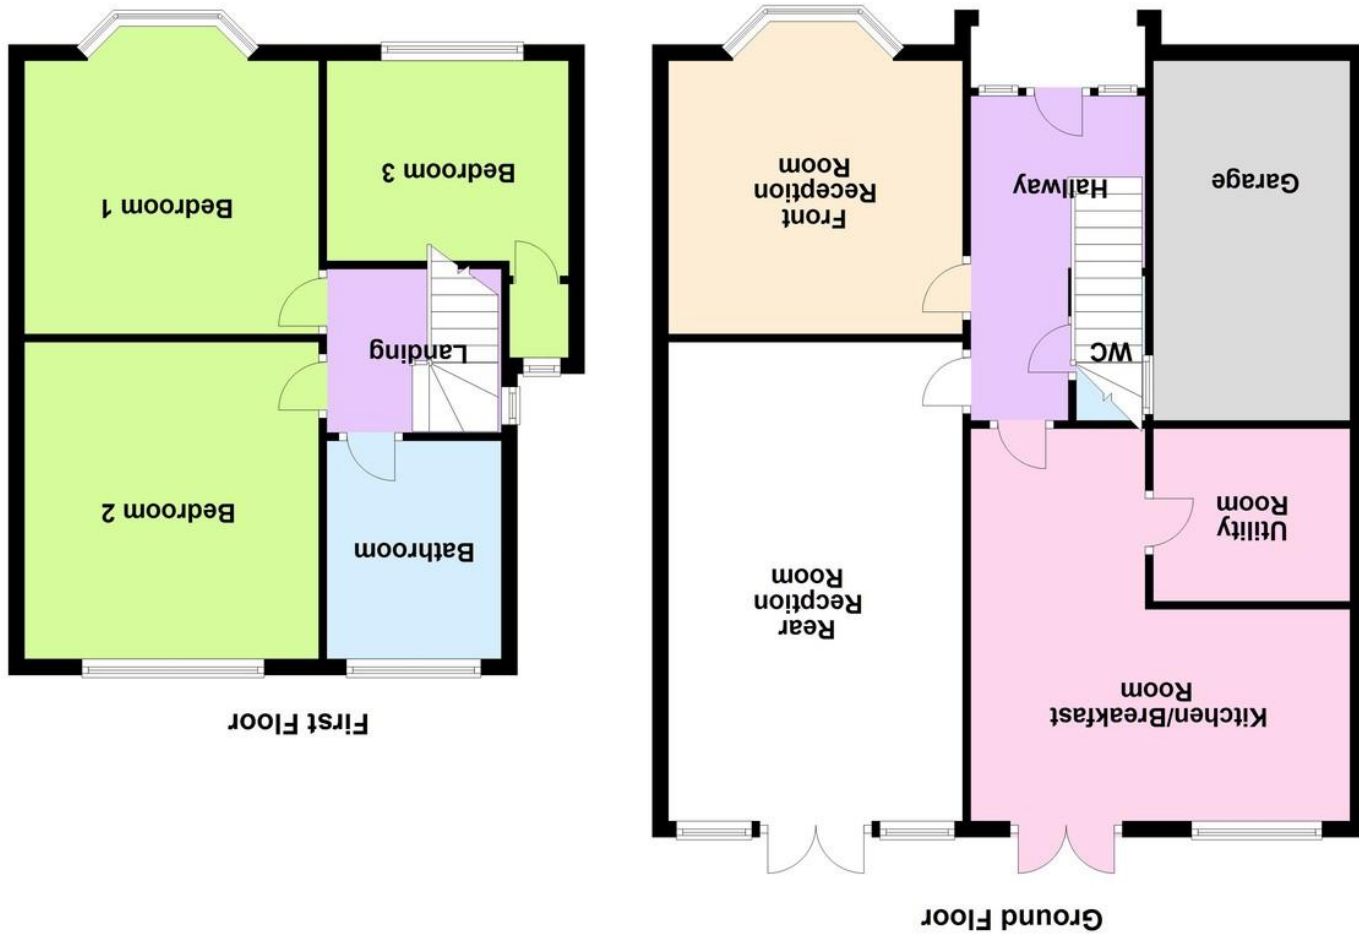 Ground Floor
Kitchen/Breakfast
Room
Rear
Reception
Room
Utility
Room
WC
Hallway
Garage
Front
Reception
Room
First Floor
Bathroom
Bedroom 2
Landing
Bedroom 1
Bedroom 3